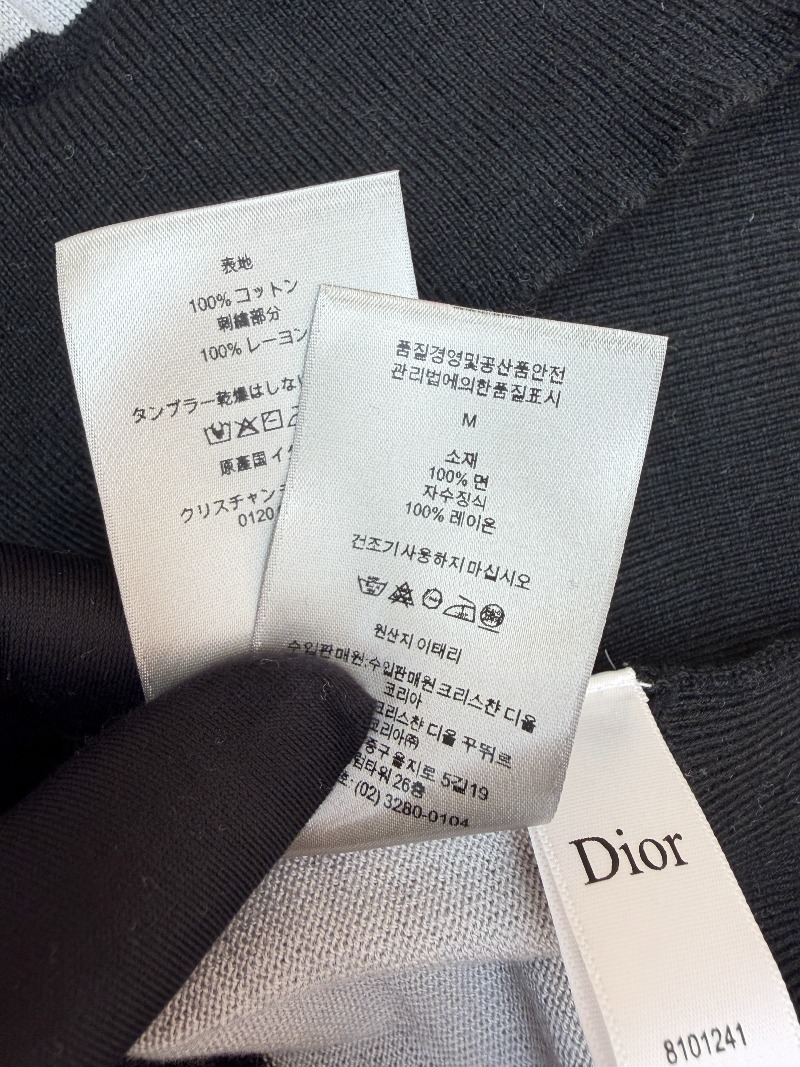 表地
100% コットン
刺繍部分
100% レーヨン
タンブラー乾燥はしない
原産国 イタ
クリスチャン
0120
품질경영및공산품안전
관리법에의한품질표시
M
소재
100% 면
자수장식
100% 레이온
건조기사용하지마십시오
원산지 이태리
수입판매원:수입판매원 크리스챤 디올
코리아
크리스챤 디올 꾸뛰르
코리아㈜
중구 을지로 5길19
타워 26층
(02) 3280-0104
Dior
8101241